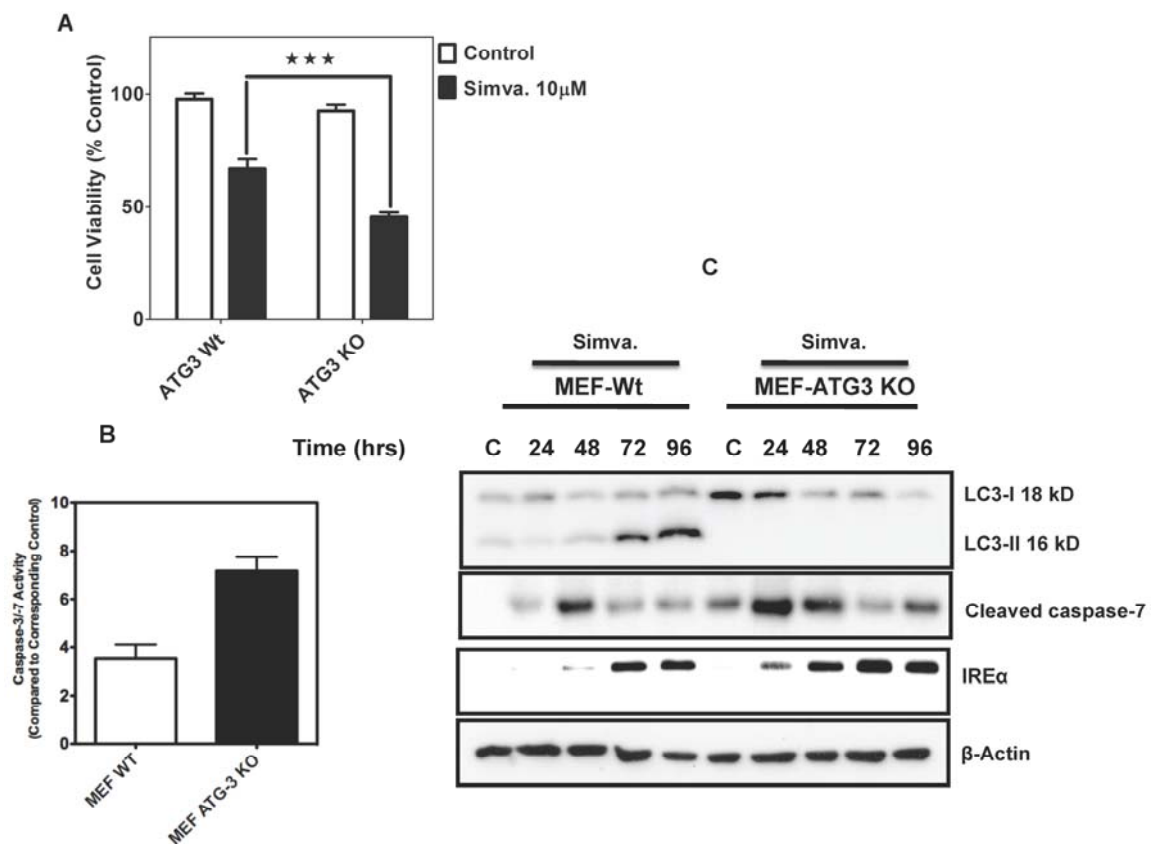 A
★★★
Control
Simva. 10μM
Cell Viability (% Control)
100
50
0
ATG3 Wt
ATG3 KO
B
Caspase-3/-7 Activity
(Compared to Corresponding Control)
10
8
6
4
2
0
MEF WT
MEF ATG-3 KO
C
Simva. Simva.
MEF-Wt MEF-ATG3 KO
Time (hrs) C 24 48 72 96 C 24 48 72 96
LC3-I 18 kD
LC3-II 16 kD
Cleaved caspase-7
IREα
β-Actin